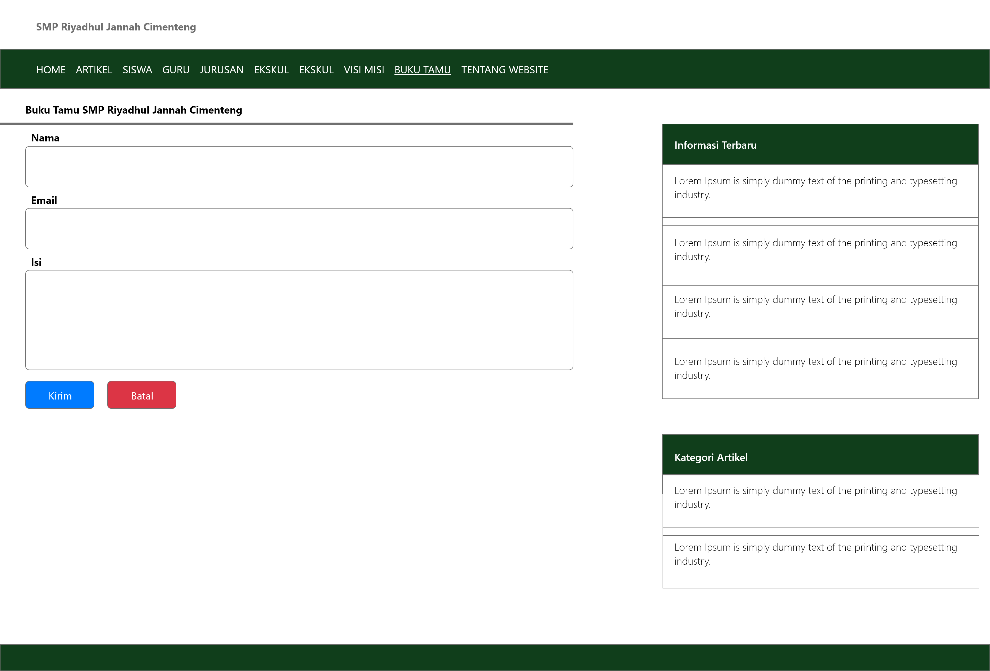 SMP Riyadhul Jannah Cimenteng
HOME ARTIKEL SISWA GURU JURUSAN EKSKUL EKSKUL VISI MISI BUKU TAMU TENTANG WEBSITE
Buku Tamu SMP Riyadhul Jannah Cimenteng
Nama
Email
Isi
Kirim Batal
Informasi Terbaru
Lorem Ipsum is simply dummy text of the printing and typesetting
industry.
Lorem Ipsum is simply dummy text of the printing and typesetting
industry.
Lorem Ipsum is simply dummy text of the printing and typesetting
industry.
Lorem Ipsum is simply dummy text of the printing and typesetting
industry.
Kategori Artikel
Lorem Ipsum is simply dummy text of the printing and typesetting
industry.
Lorem Ipsum is simply dummy text of the printing and typesetting
industry.